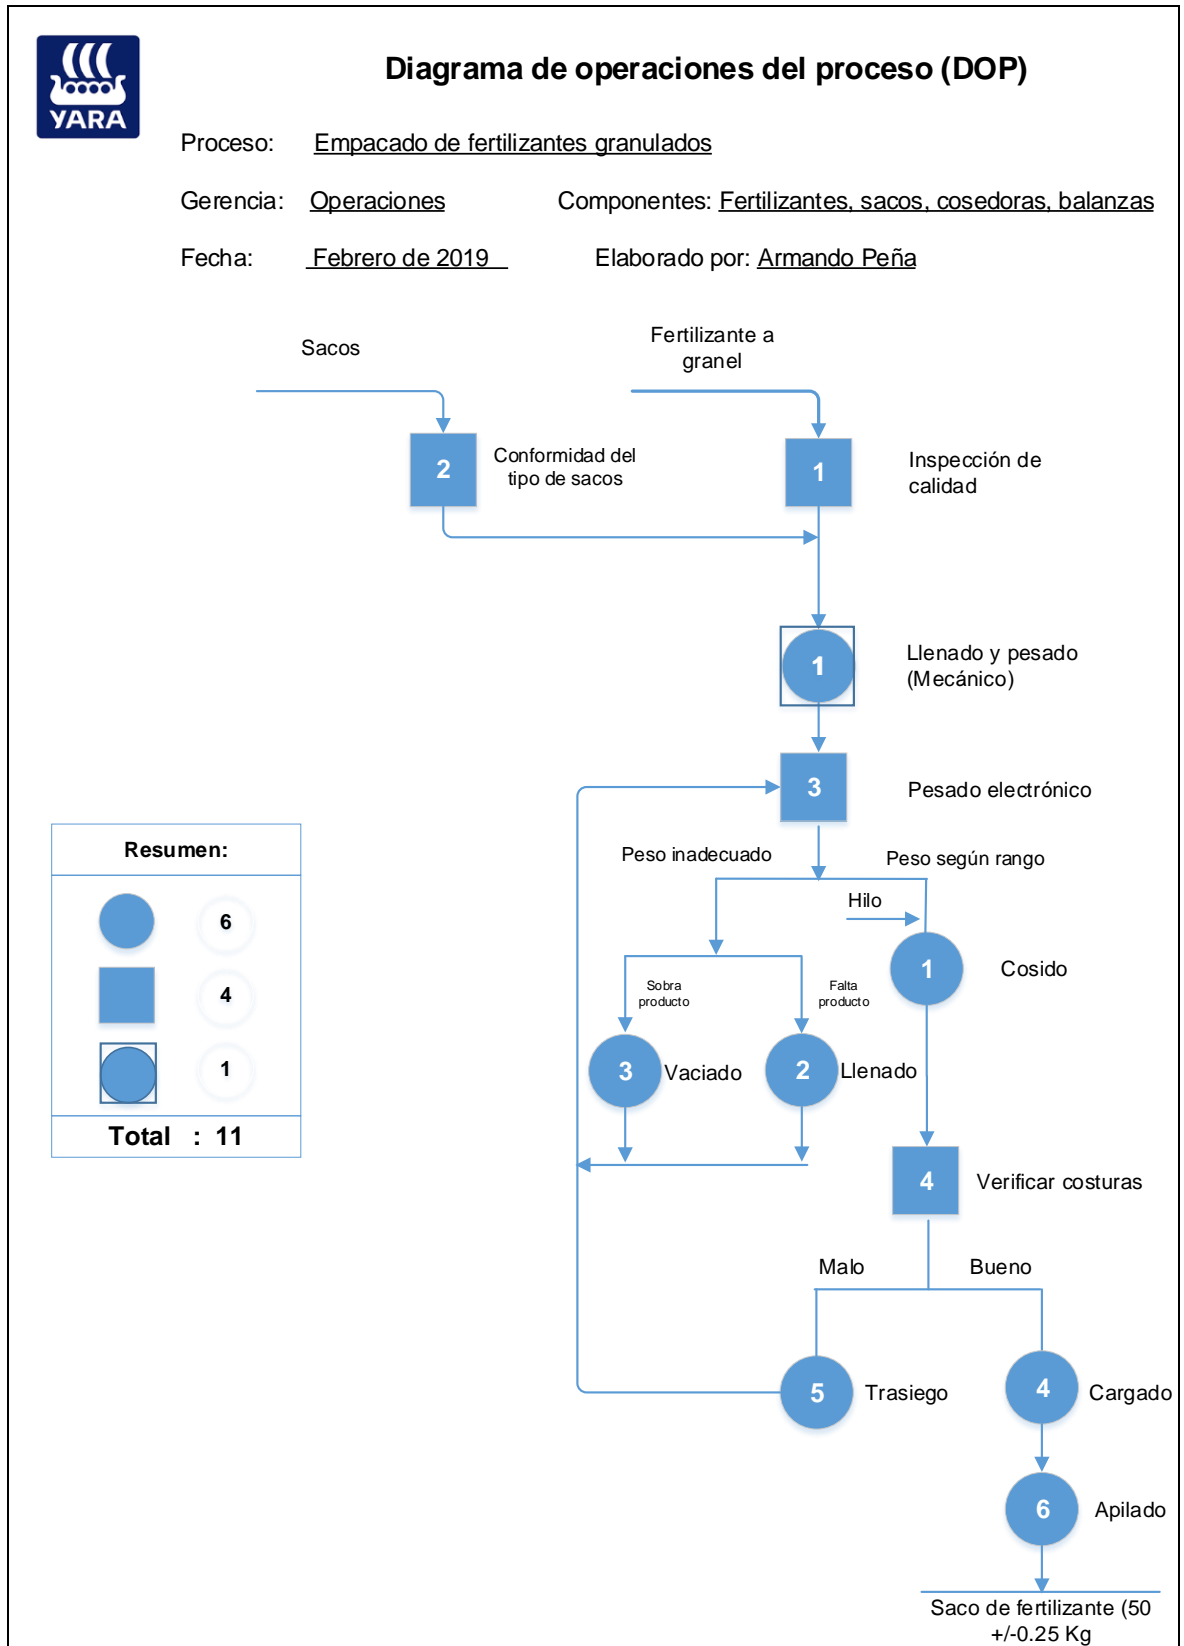 YARA
Diagrama de operaciones del proceso (DOP)
Proceso: Empacado de fertilizantes granulados
Gerencia: Operaciones Componentes: Fertilizantes, sacos, cosedoras, balanzas
Fecha: Febrero de 2019 Elaborado por: Armando Peña
Sacos
Fertilizante a
granel
2
Conformidad del
tipo de sacos
1
Inspección de
calidad
1
Llenado y pesado
(Mecánico)
3
Pesado electrónico
Peso inadecuado
Peso según rango
Hilo
1
Cosido
Sobra
producto
Falta
producto
3
Vaciado
2
Llenado
4
Verificar costuras
Malo
Bueno
5
Trasiego
4
Cargado
6
Apilado
Saco de fertilizante (50
+/-0.25 Kg
Resumen:
6
4
1
Total : 11